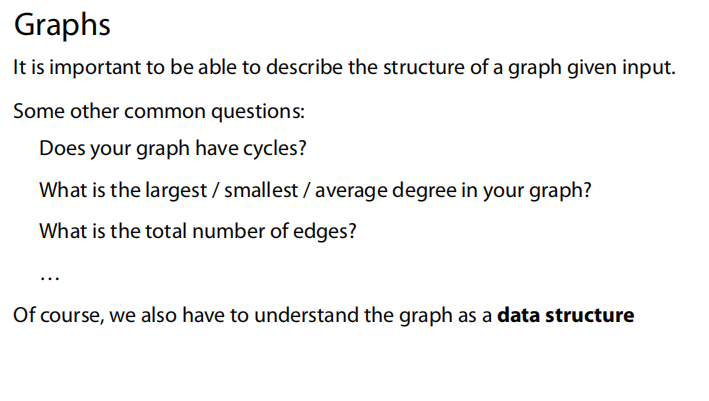 Graphs
It is important to be able to describe the structure of a graph given input.
Some other common questions:
Does your graph have cycles?
What is the largest / smallest / average degree in your graph?
What is the total number of edges?
…
Of course, we also have to understand the graph as a data structure